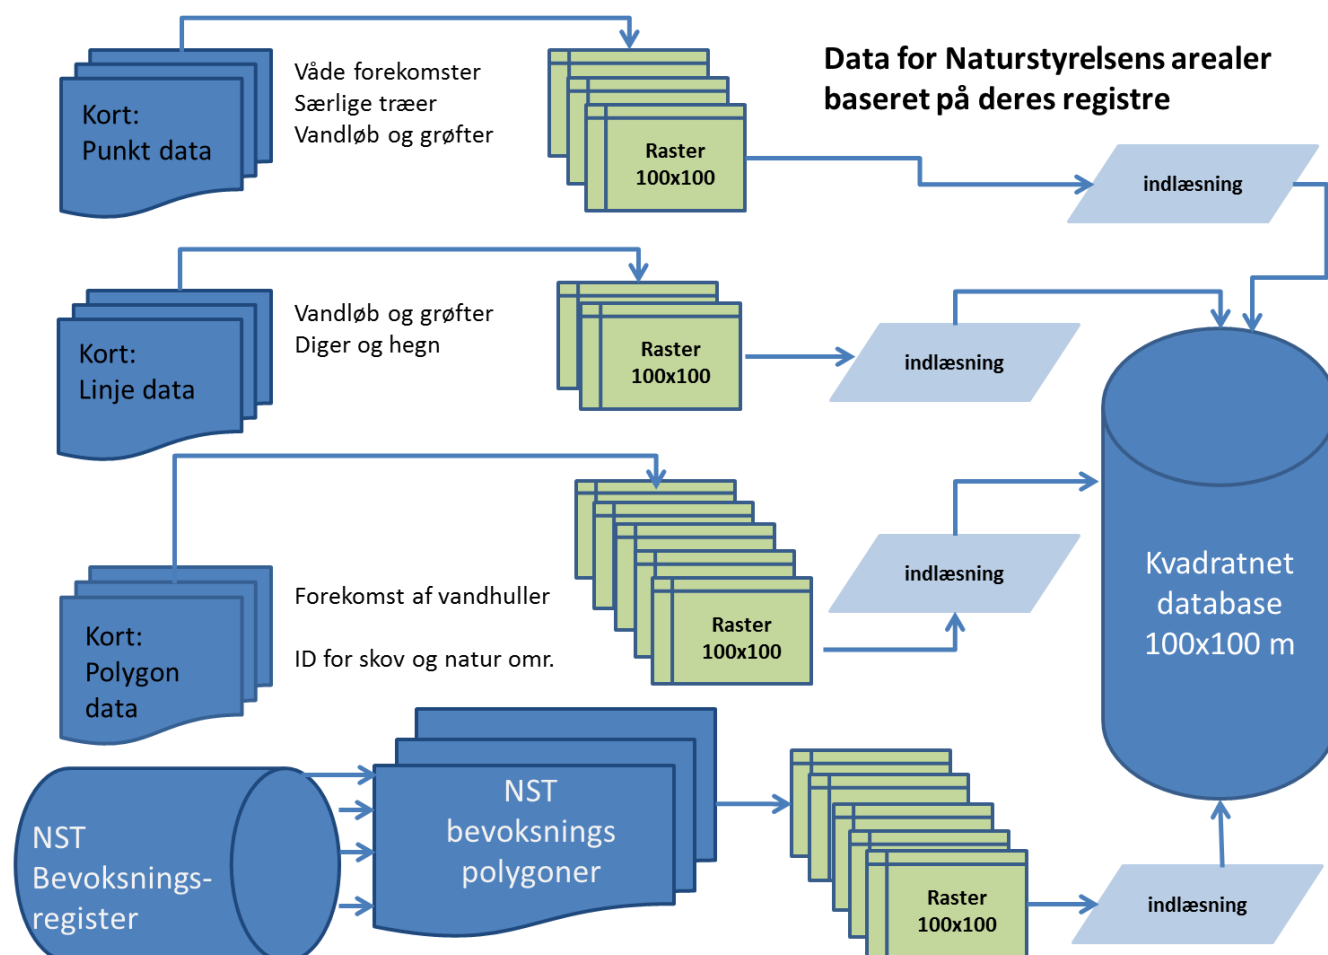 Data for Naturstyrelsens arealer
baseret på deres registre
Kort:
Punkt data
Våde forekomster
Særlige træer
Vandløb og grøfter
Raster
100x100
indlæsning
Kort:
Linje data
Vandløb og grøfter
Diger og hegn
Raster
100x100
indlæsning
Kort:
Polygon
data
Forekomst af vandhuller
ID for skov og natur omr.
Raster
100x100
indlæsning
Kvadratnet
database
100x100 m
NST
Bevoksnings-
register
NST
bevoksnings
polygoner
Raster
100x100
indlæsning